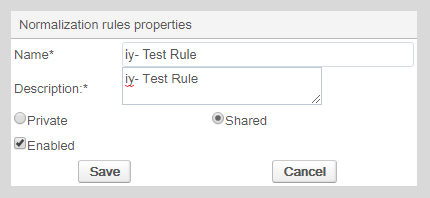 Normalization rules properties
Name* iy- Test Rule
Description:* iy- Test Rule
Private Shared
Enabled
Save Cancel